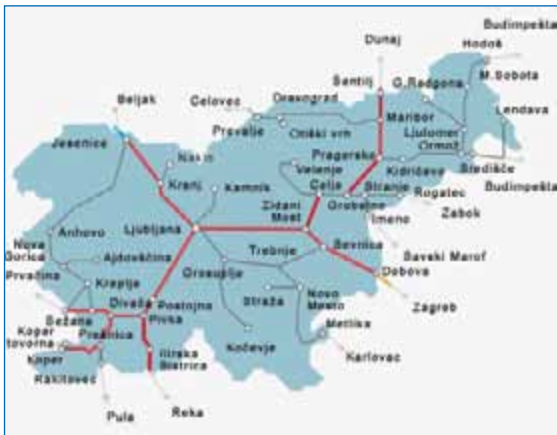 Budimpešta
Dunaj
Hodoš
Šentilj
G.Radgona
M.Sobota
Beljak
Celovec
Dravograd
Lendava
Maribor
Jesenice
Prevalje
Otiški vrh
Ljutomer
Ormož
Pragersko
Velenje
Središče
Kranj
Kamnik
Celje
Kidričevo
Budimpešta
Stranje
Rogatec
Zidani
Most
Grobelno
Imeno
Zabok
Ljubljana
Anhovo
Sevnica
Nova
Gorica
Ajdovščina
Trebnje
Savski Marof
Prvačina
Grosuplje
Dobova
Kreplje
Straža
Novo
Mesto
Zagreb
Divača
Postojna
Sežana
Pivka
Metlika
Koper
tovorna
Prešnica
Kočevje
Koper
Ilirska
Bistrica
Karlovac
Rakitovec
Pula
Reka